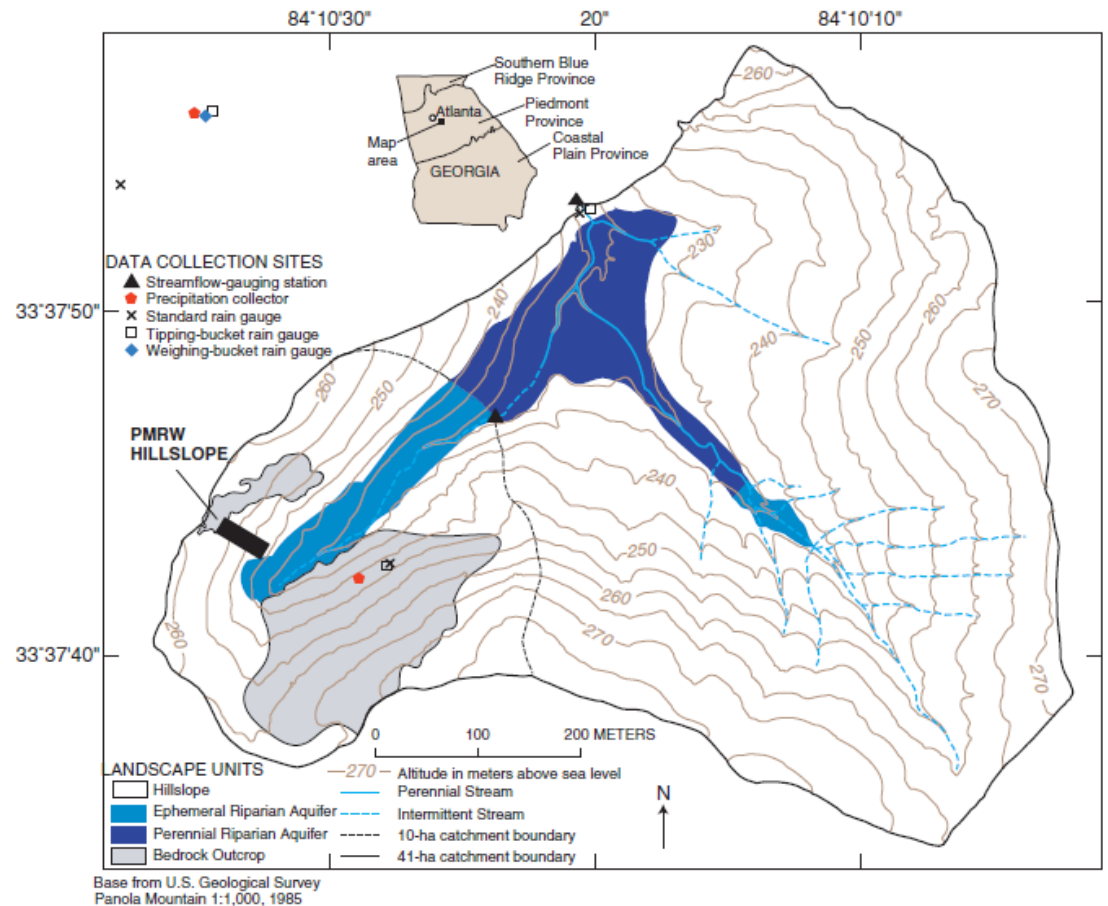 84°10'30"
20"
84°10'10"
Southern Blue
Ridge Province
Atlanta
Piedmont
Province
Map
area
Coastal
Plain Province
GEORGIA
260
230
DATA COLLECTION SITES
Streamflow-gauging station
Precipitation collector
Standard rain gauge
Tipping-bucket rain gauge
Weighing-bucket rain gauge
33°37'50"
240
260
240
250
260
250
270
PMRW
HILLSLOPE
240
250
260
260
270
33°37'40"
270
0 100 200 METERS
LANDSCAPE UNITS
Hillslope
Ephemeral Riparian Aquifer
Perennial Riparian Aquifer
Bedrock Outcrop
270 Altitude in meters above sea level
Perennial Stream
Intermittent Stream
10-ha catchment boundary
41-ha catchment boundary
N
Base from U.S. Geological Survey
Panola Mountain 1:1,000, 1985